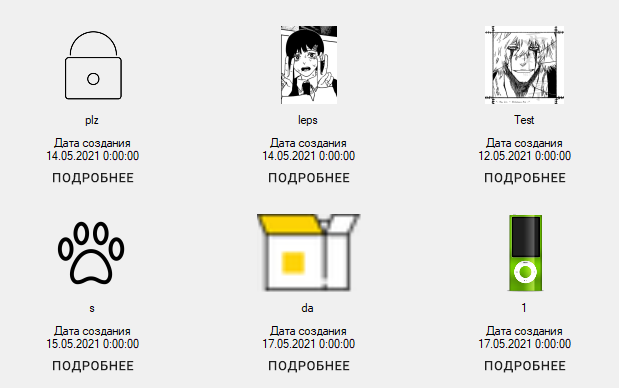 plz
leps
Test
Дата создания
14.05.2021 0:00:00
Дата создания
14.05.2021 0:00:00
Дата создания
12.05.2021 0:00:00
ПОДРОБНЕЕ
ПОДРОБНЕЕ
ПОДРОБНЕЕ
s
da
1
Дата создания
15.05.2021 0:00:00
Дата создания
17.05.2021 0:00:00
Дата создания
17.05.2021 0:00:00
ПОДРОБНЕЕ
ПОДРОБНЕЕ
ПОДРОБНЕЕ